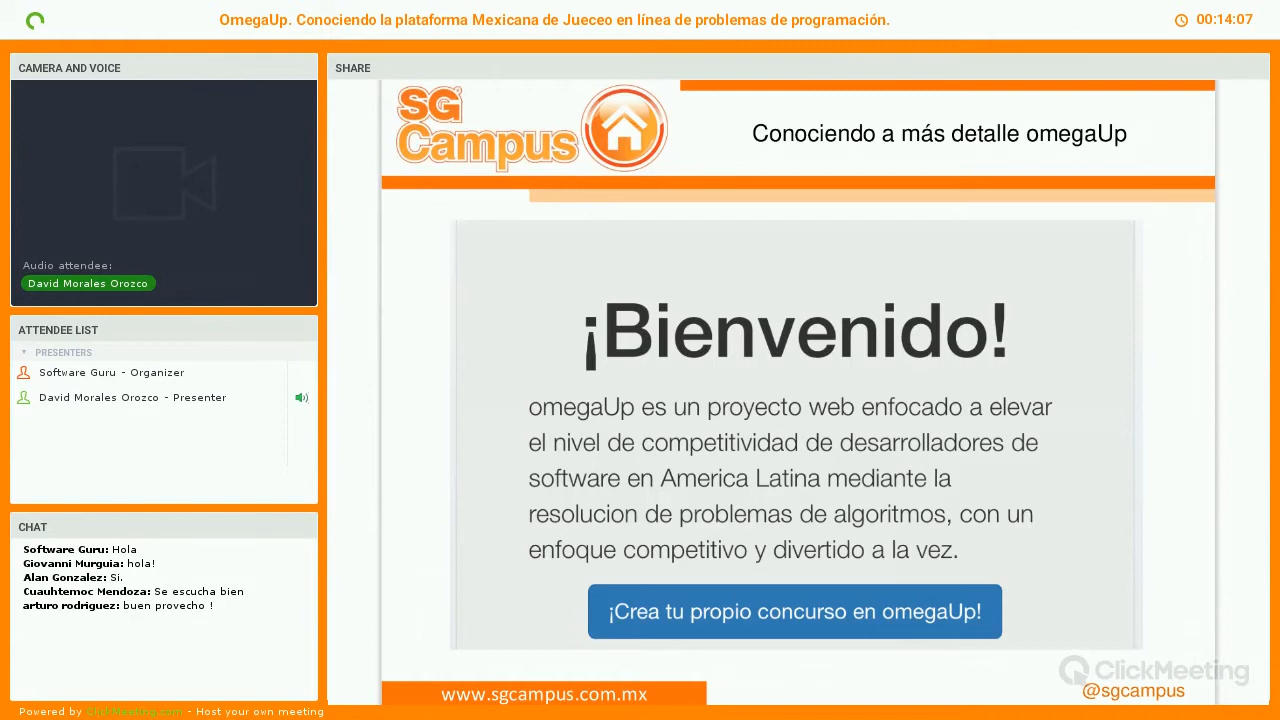 OmegaUp. Conociendo la plataforma Mexicana de Jueceo en línea de problemas de programación.
00:14:07
CAMERA AND VOICE
Audio attendee:
David Morales Orozco
ATTENDEE LIST
PRESENTERS
Software Guru - Organizer
David Morales Orozco - Presenter
CHAT
Software Guru: Hola
Giovanni Murguia: hola!
Alan Gonzalez: Si.
Cuauhtemoc Mendoza: Se escucha bien
arturo rodriguez: buen provecho !
Powered by ClickMeeting.com - Host your own meeting
SHARE
SG
Campus
Conociendo a más detalle omegaUp
¡Bienvenido!
omegaUp es un proyecto web enfocado a elevar
el nivel de competitividad de desarrolladores de
software en America Latina mediante la
resolucion de problemas de algoritmos, con un
enfoque competitivo y divertido a la vez.
¡Crea tu propio concurso en omegaUp!
ClickMeeting
www.sgcampus.com.mx
@sgcampus